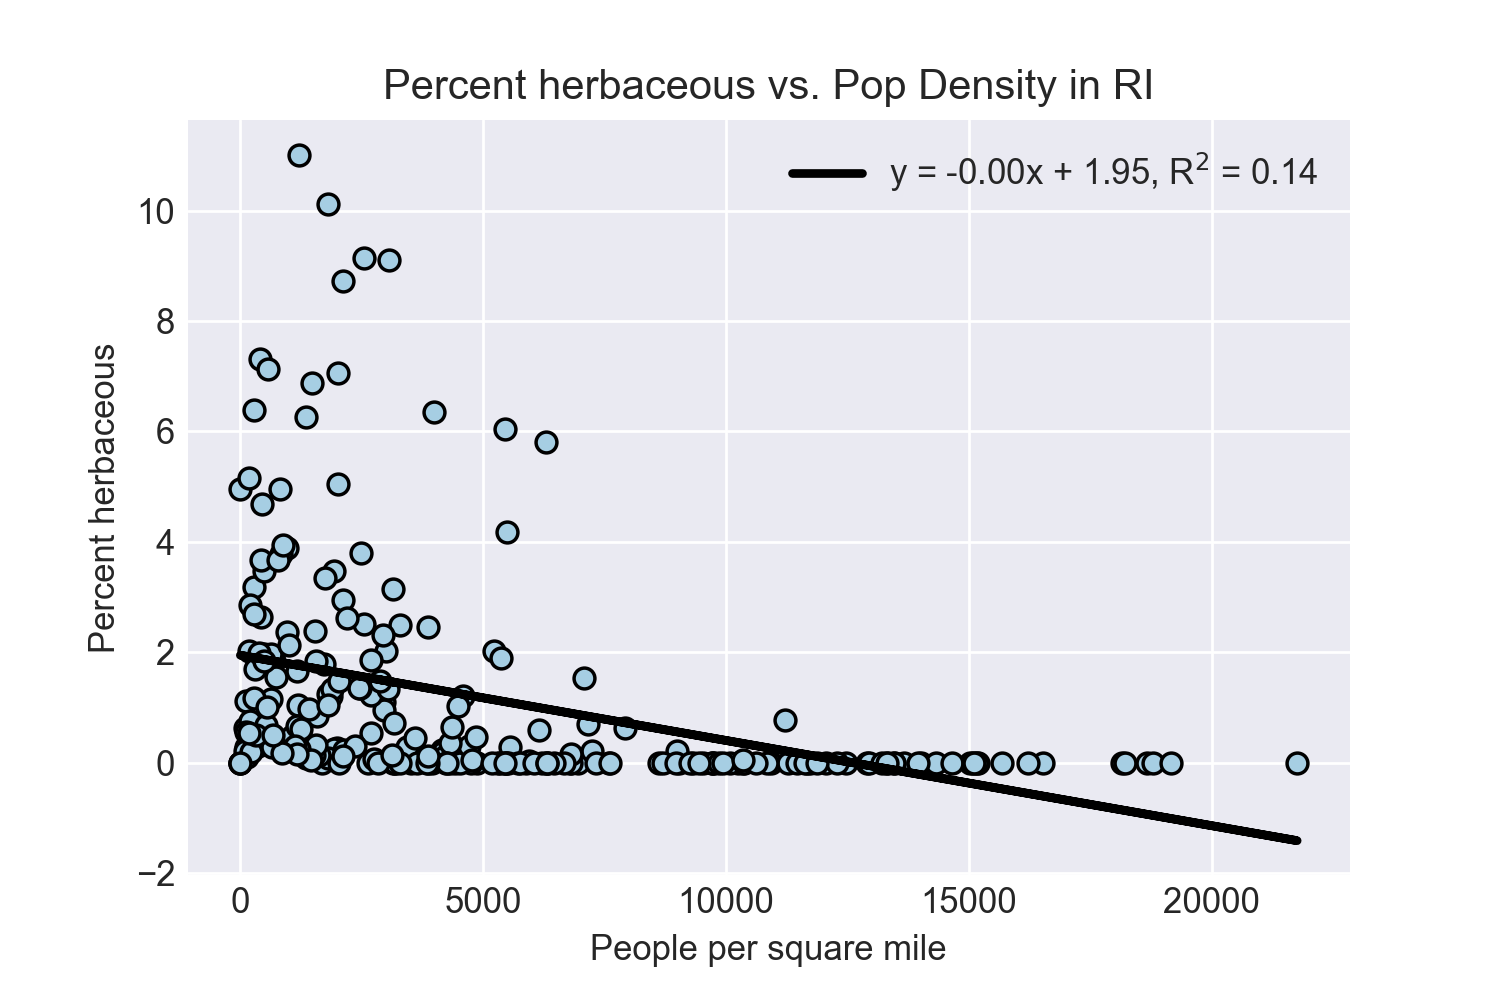 Percent herbaceous vs. Pop Density in RI
y = -0.00x + 1.95, R² = 0.14
10
8
6
4
2
0
−2
Percent herbaceous
0 5000 10000 15000 20000
People per square mile